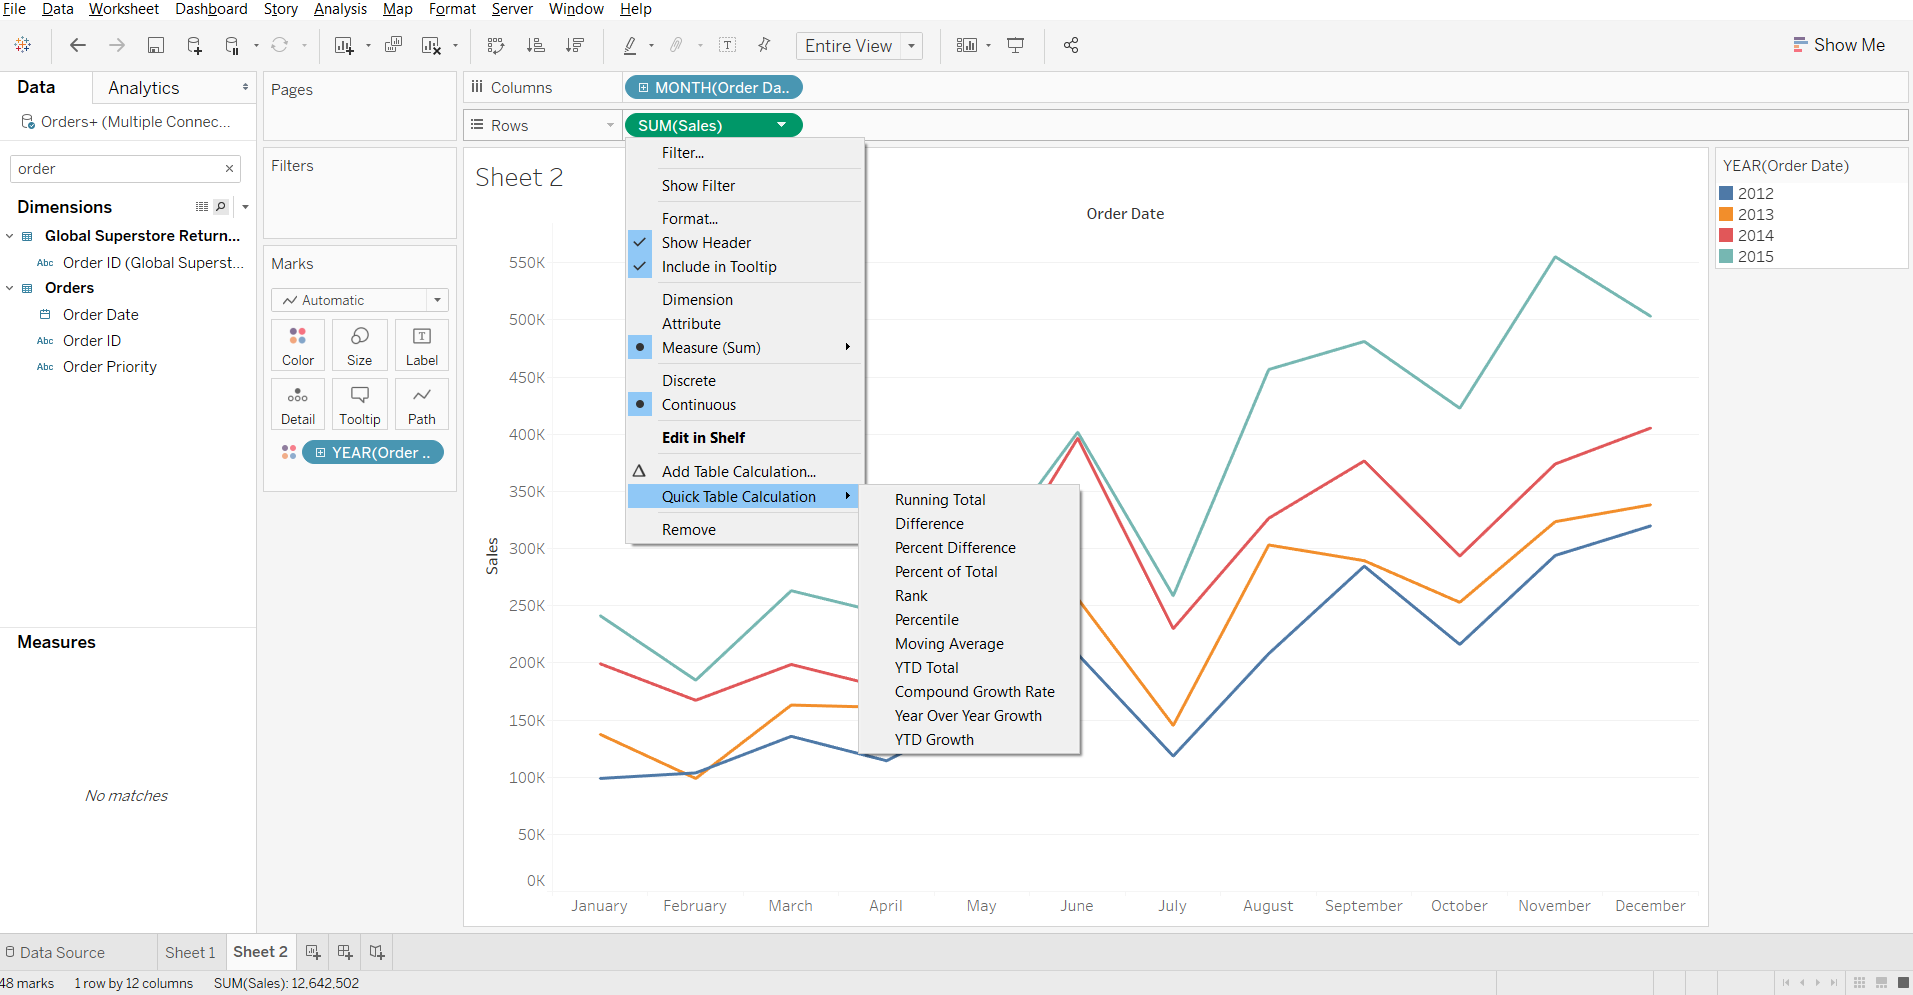 File Data Worksheet Dashboard Story Analysis Map Format Server Window Help
Entire View
Show Me
Data Analytics
Orders+ (Multiple Connec...
order
Dimensions
Global Superstore Return...
Abc Order ID (Global Superst...
Orders
Order Date
Abc Order ID
Abc Order Priority
Measures
No matches
Pages
Filters
Marks
Automatic
Color Size Label
Detail Tooltip Path
YEAR(Order ..
Columns MONTH(Order Da..
Rows SUM(Sales)
Sheet 2
Filter...
Show Filter
Format...
Show Header
Include in Tooltip
Dimension
Attribute
Measure (Sum)
Discrete
Continuous
Edit in Shelf
Add Table Calculation...
Quick Table Calculation
Remove
Running Total
Difference
Percent Difference
Percent of Total
Rank
Percentile
Moving Average
YTD Total
Compound Growth Rate
Year Over Year Growth
YTD Growth
Order Date
Sales
550K
500K
450K
400K
350K
300K
250K
200K
150K
100K
50K
0K
January February March April May June July August September October November December
YEAR(Order Date)
2012
2013
2014
2015
Data Source Sheet 1 Sheet 2
48 marks 1 row by 12 columns SUM(Sales): 12,642,502